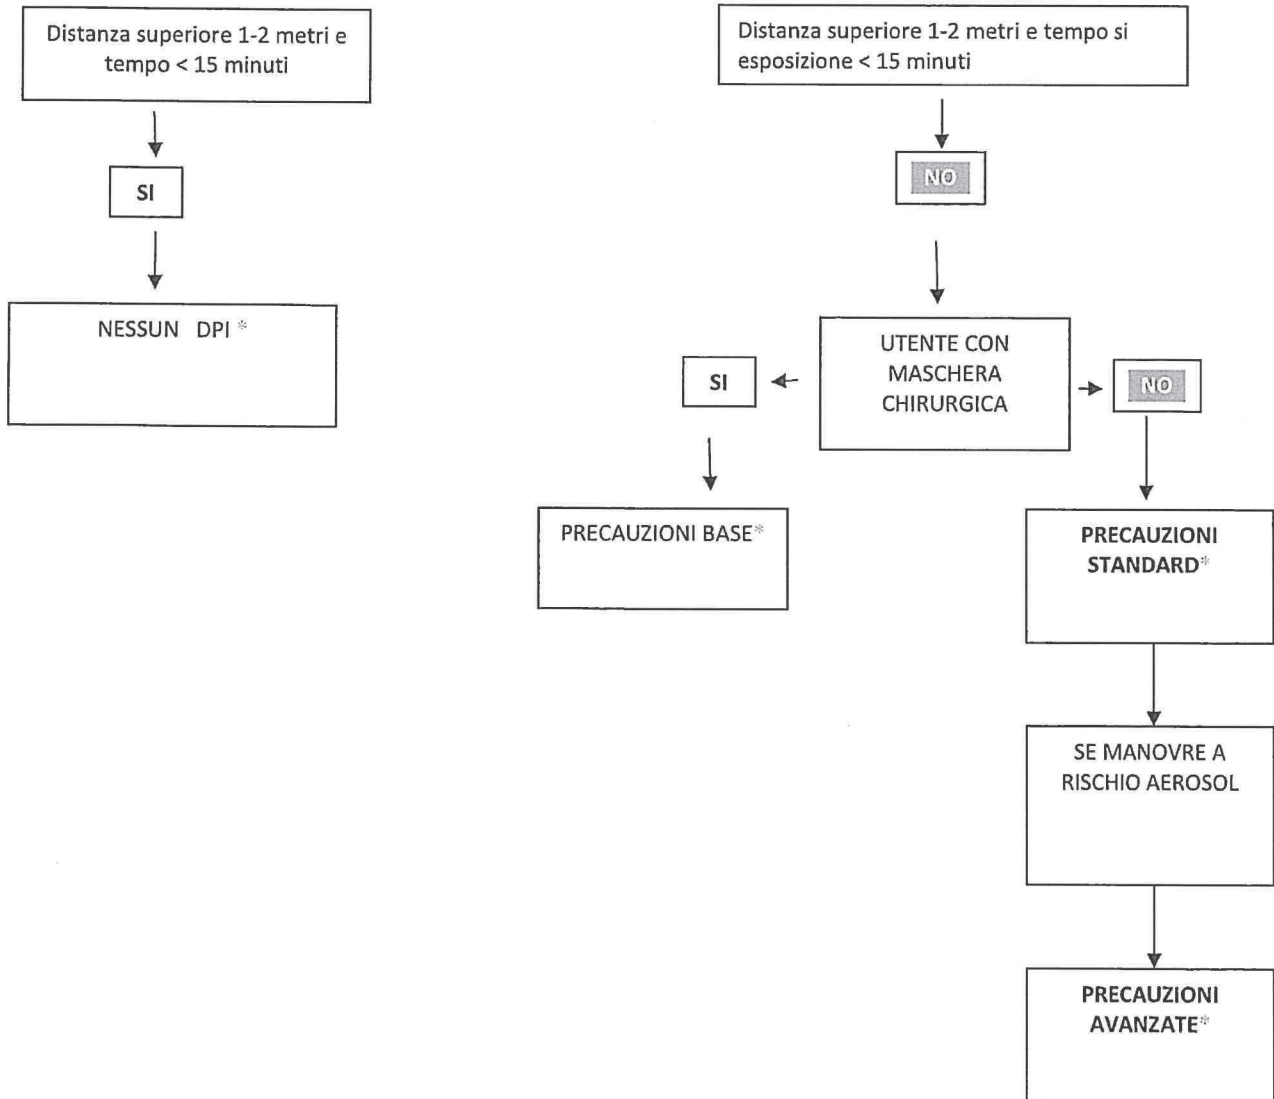 Distanza superiore 1-2 metri e
tempo < 15 minuti
SI
NESSUN DPI *
Distanza superiore 1-2 metri e tempo si
esposizione < 15 minuti
NO
UTENTE CON
MASCHERA
CHIRURGICA
SI
NO
PRECAUZIONI BASE*
PRECAUZIONI
STANDARD*
SE MANOVRE A
RISCHIO AEROSOL
PRECAUZIONI
AVANZATE*